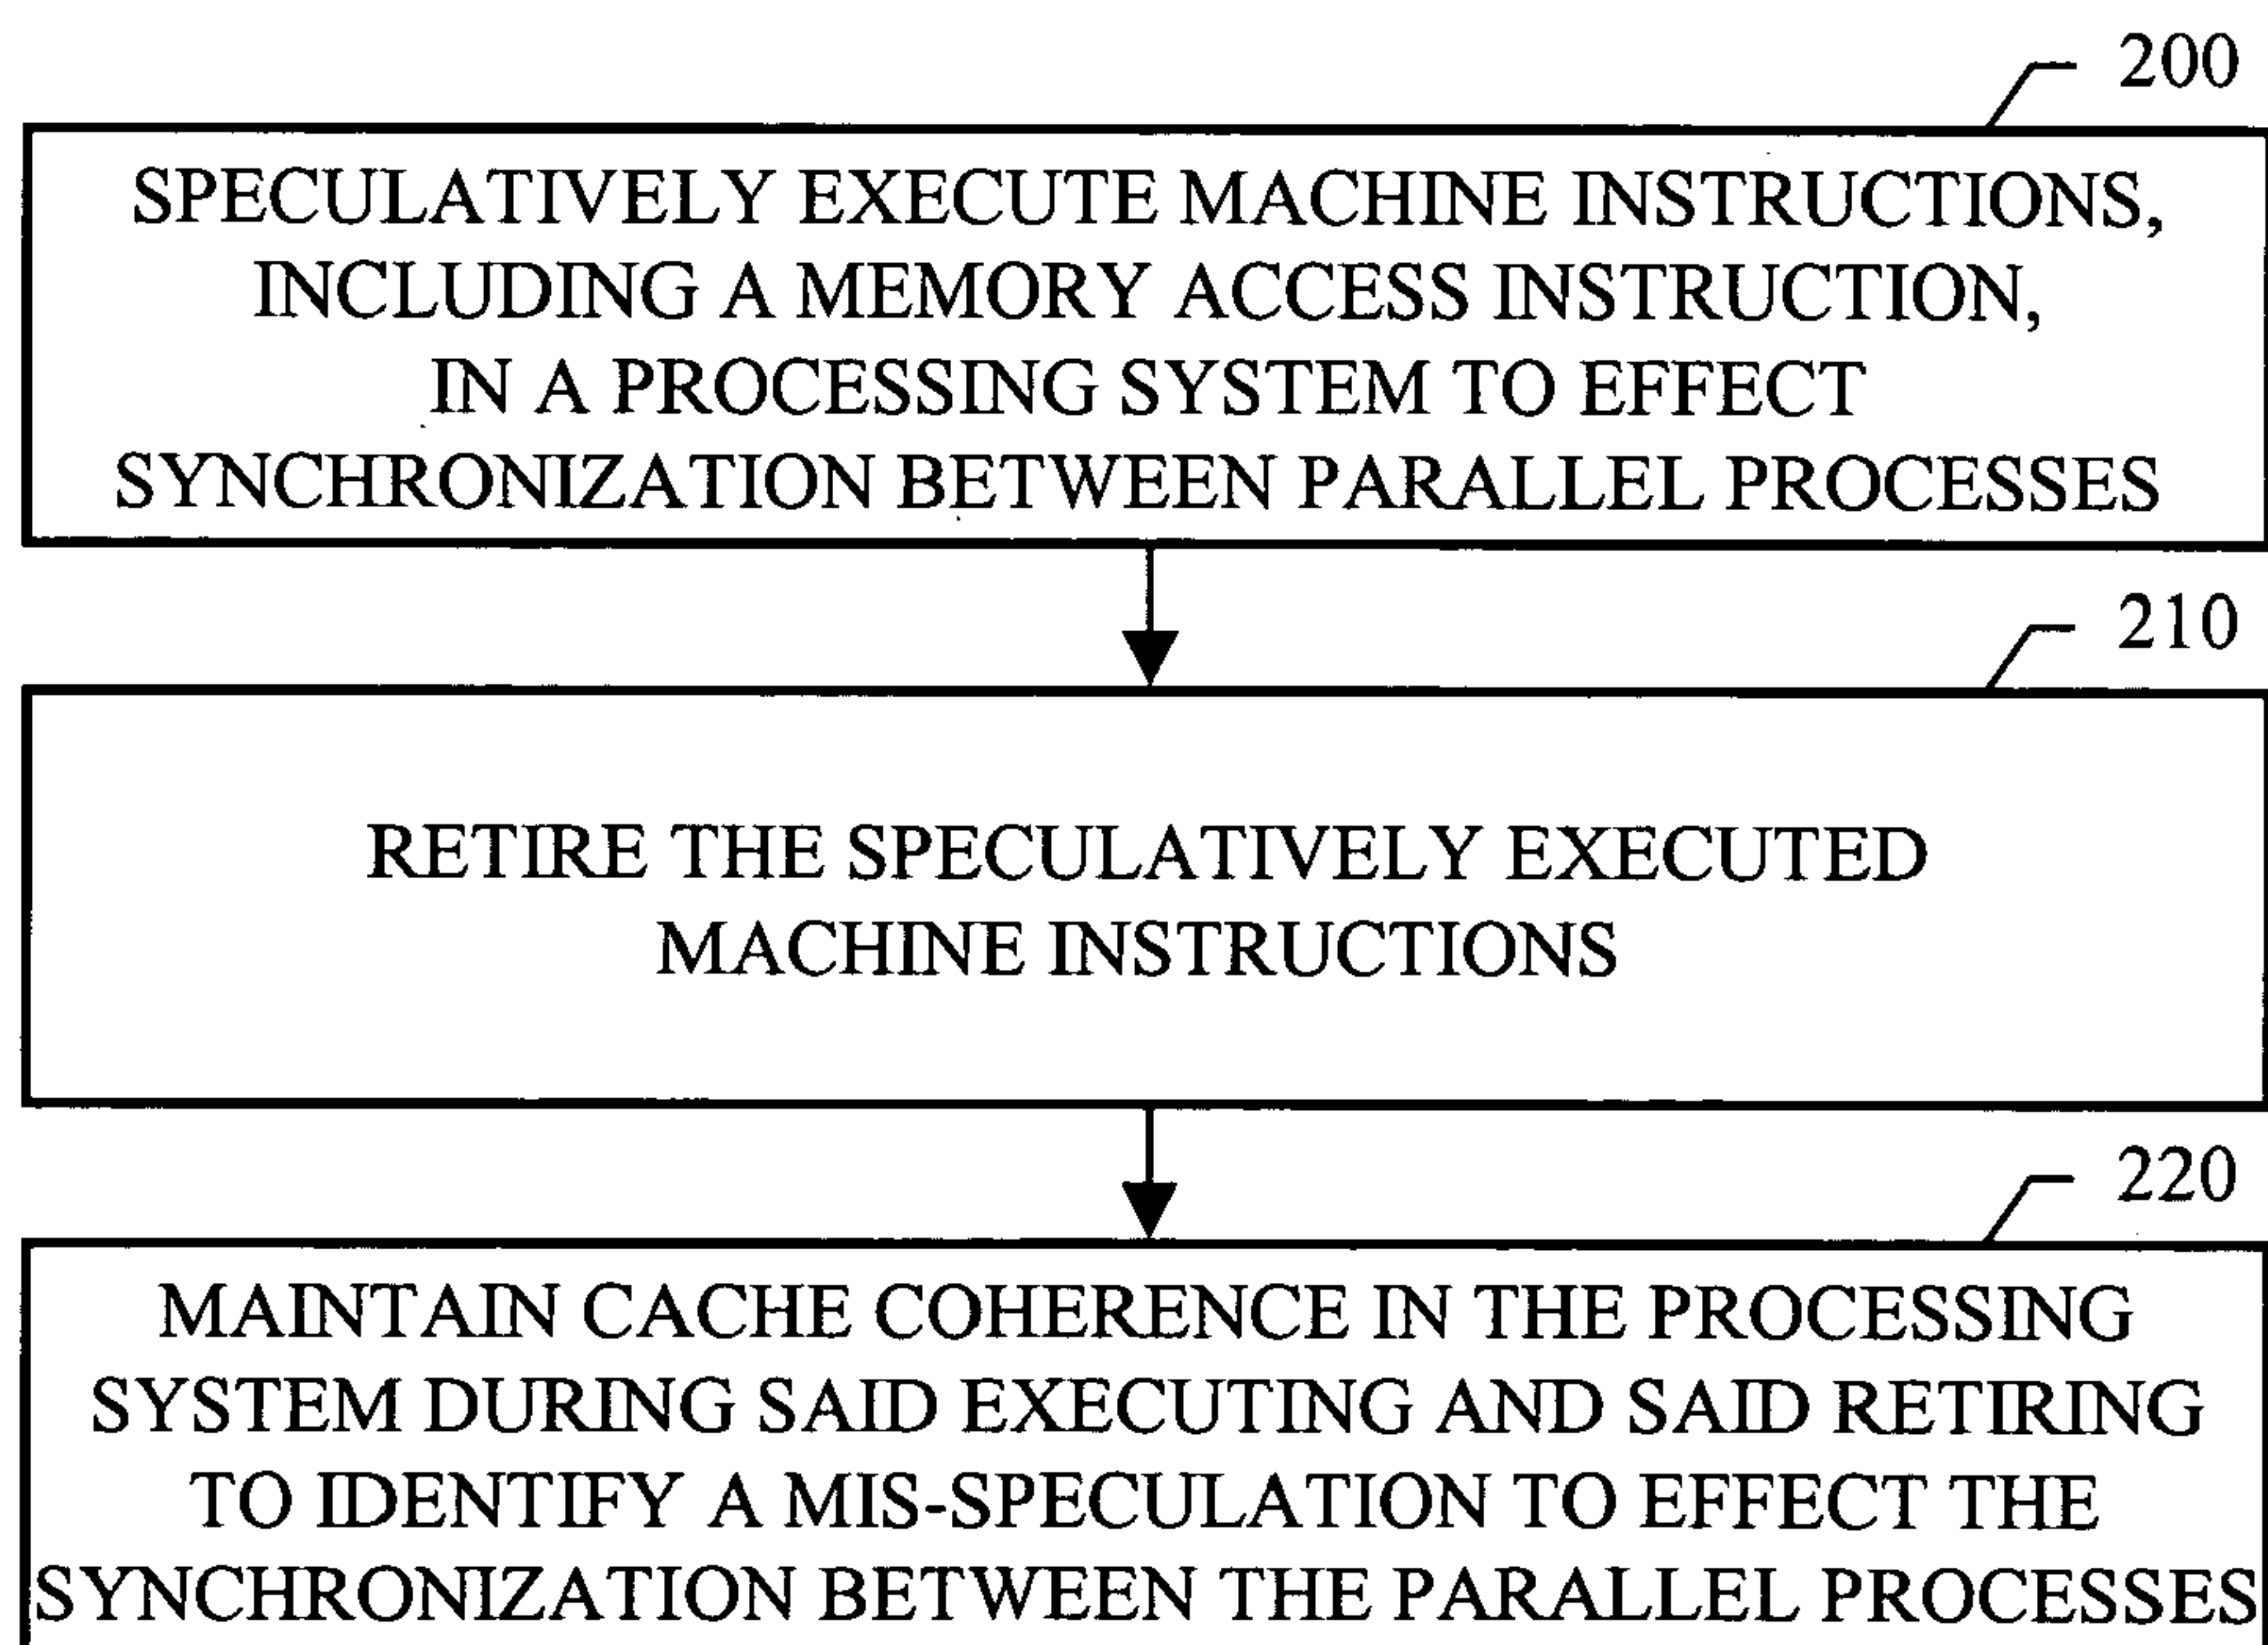 200
SPECULATIVELY EXECUTE MACHINE INSTRUCTIONS,
INCLUDING A MEMORY ACCESS INSTRUCTION,
IN A PROCESSING SYSTEM TO EFFECT
SYNCHRONIZATION BETWEEN PARALLEL PROCESSES
210
RETIRE THE SPECULATIVELY EXECUTED
MACHINE INSTRUCTIONS
220
MAINTAIN CACHE COHERENCE IN THE PROCESSING
SYSTEM DURING SAID EXECUTING AND SAID RETIRING
TO IDENTIFY A MIS-SPECULATION TO EFFECT THE
SYNCHRONIZATION BETWEEN THE PARALLEL PROCESSES